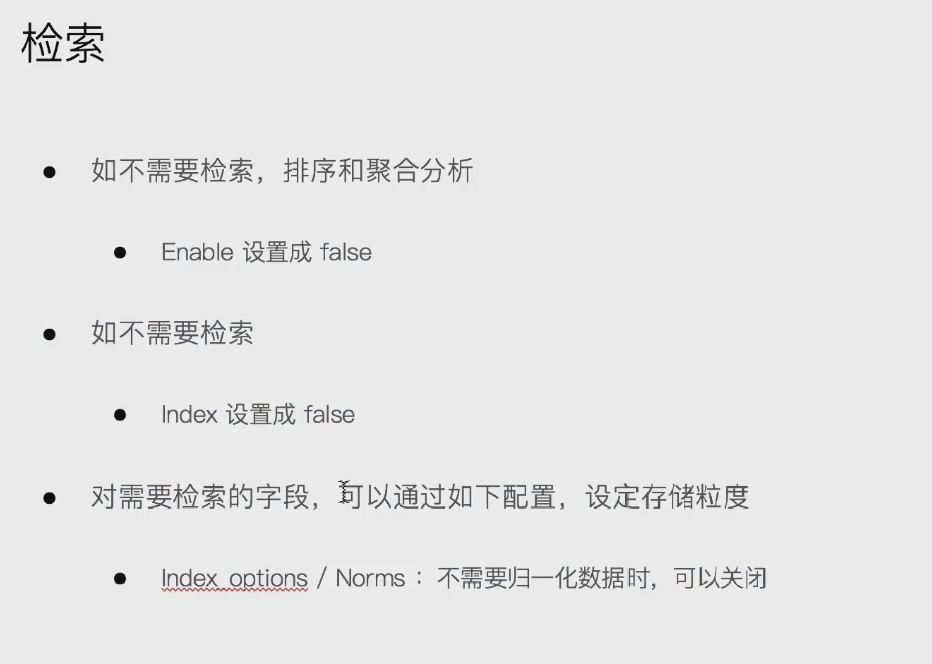 检索
如不需要检索，排序和聚合分析
Enable 设置成 false
如不需要检索
Index 设置成 false
对需要检索的字段，可以通过如下配置，设定存储粒度
Index_options / Norms ：不需要归一化数据时，可以关闭